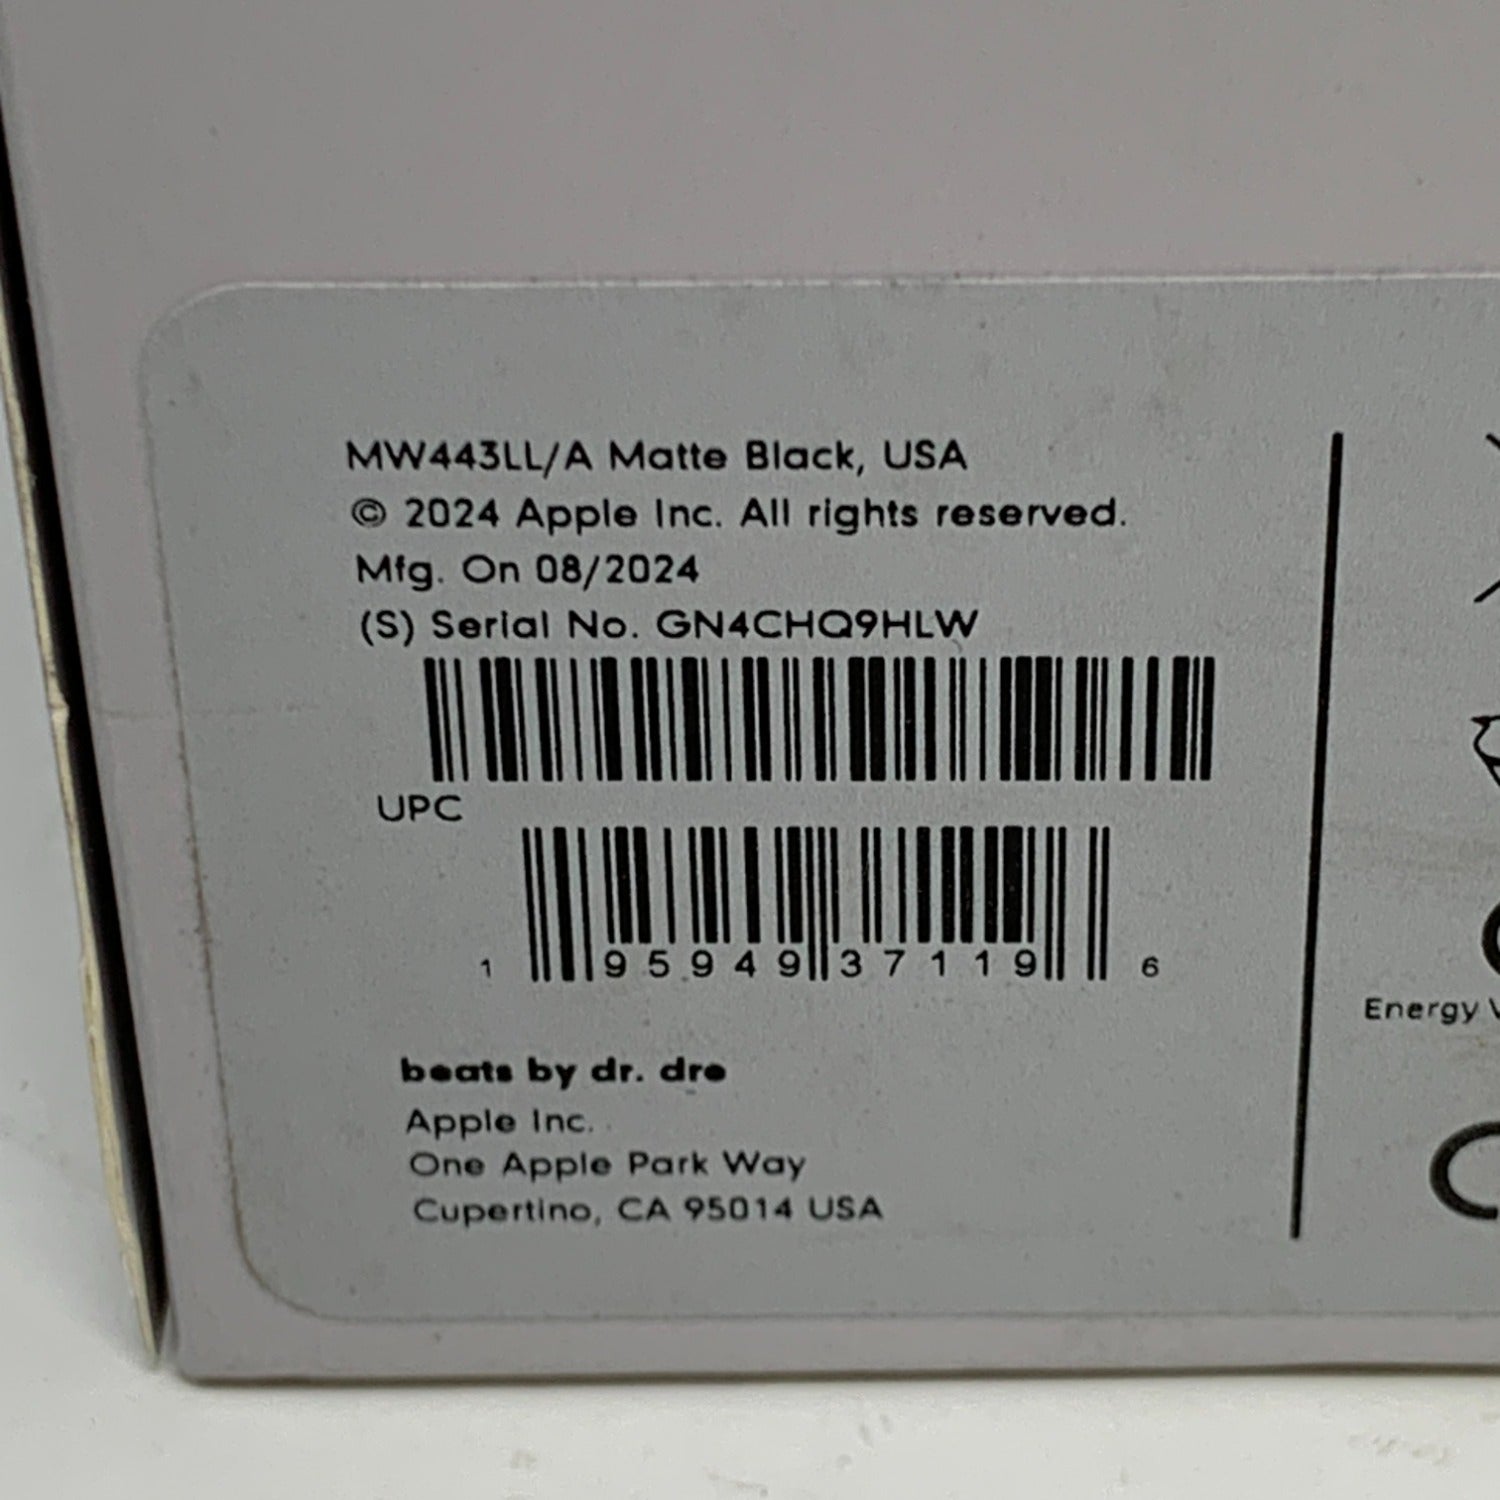 MW443LL/A Matte Black, USA
© 2024 Apple Inc. All rights reserved.
Mfg. On 08/2024
(S) Serial No. GN4CHQ9HLW
UPC
1 95949 37119 6
Energy
beats by dr. dre
Apple Inc.
One Apple Park Way
Cupertino, CA 95014 USA